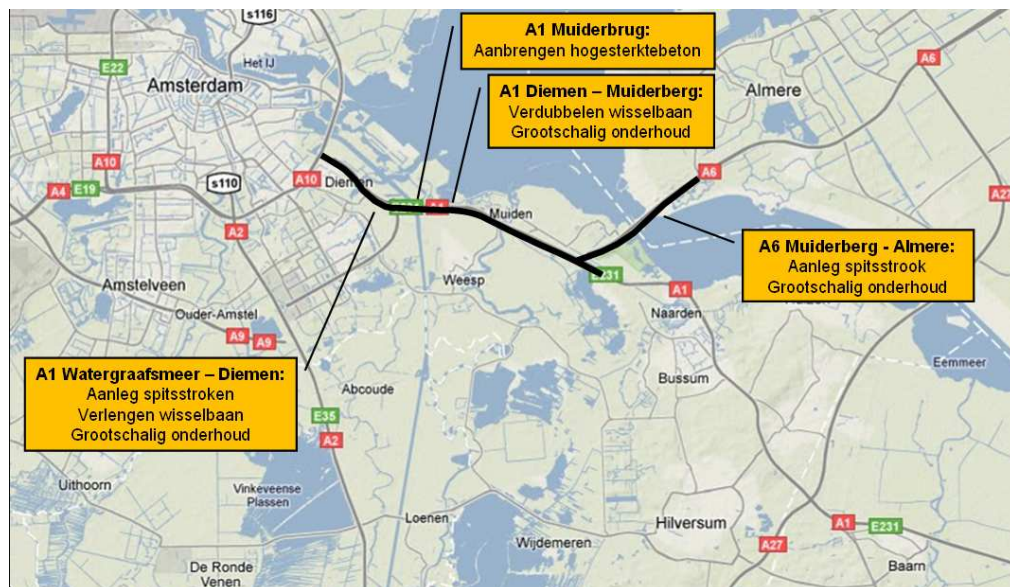 s116
A1 Muiderbrug:
Aanbrengen hogesterktebeton
Het IJ
E22
Amsterdam
A6
A1 Diemen – Muiderberg:
Verdubbelen wisselbaan
Grootschalig onderhoud
Almere
A10
A4
E19
s110
A10
Diemen
A6
A27
A2
Muiden
A6 Muiderberg - Almere:
Aanleg spitsstrook
Grootschalig onderhoud
Amstelveen
Weesp
E231
A1
Naarden
Ouder-Amstel
A9
A9
Eemmeer
A1 Watergraafsmeer – Diemen:
Aanleg spitsstroken
Verlengen wisselbaan
Grootschalig onderhoud
Abcoude
Bussum
E35
A2
Uithoorn
Vinkeveense
Plassen
Loenen
Hilversum
A1
E231
Wijdemeren
A27
Baarn
De Ronde
Venen